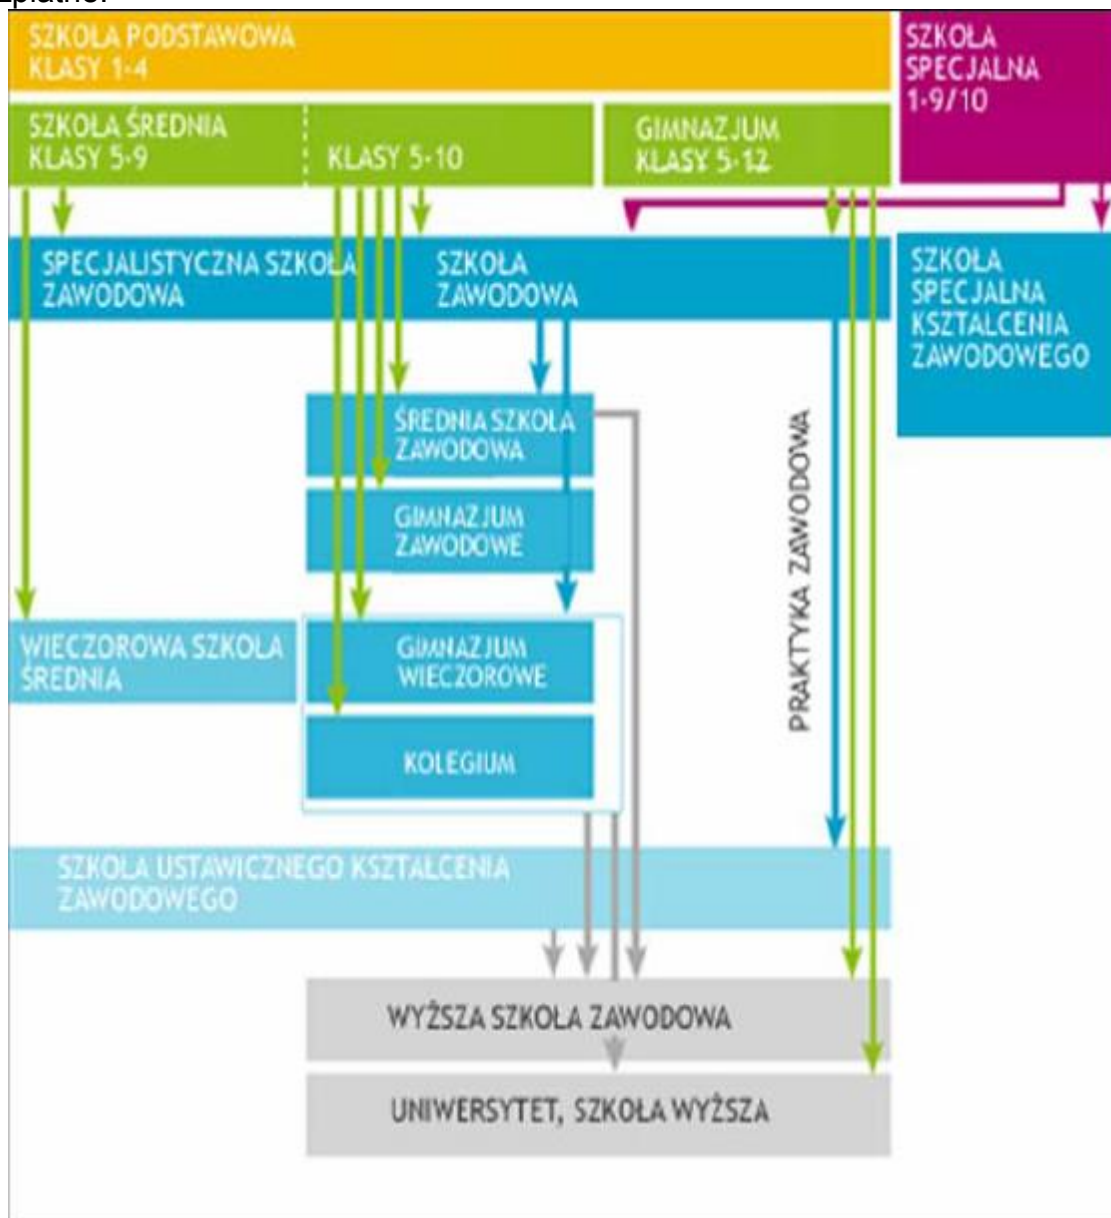 SZKOŁA PODSTAWOWA
KLASY 1-4
SZKOŁA
SPECJALNA
1-9/10
SZKOŁA ŚREDNIA
KLASY 5-9
KLASY 5-10
GIMNAZJUM
KLASY 5-12
SPECJALISTYCZNA SZKOŁA
ZAWODOWA
SZKOŁA
ZAWODOWA
SZKOŁA
SPECJALNA
KSZTAŁCENIA
ZAWODOWEGO
ŚREDNIA SZKOŁA
ZAWODOWA
GIMNAZJUM
ZAWODOWE
PRAKTYKA ZAWODOWA
WIECZOROWA SZKOŁA
ŚREDNIA
GIMNAZJUM
WIECZOROWE
KOLEGIUM
SZKOŁA USTAWICZNEGO KSZTAŁCENIA
ZAWODOWEGO
WYŻSZA SZKOŁA ZAWODOWA
UNIWERSYTET, SZKOŁA WYŻSZA